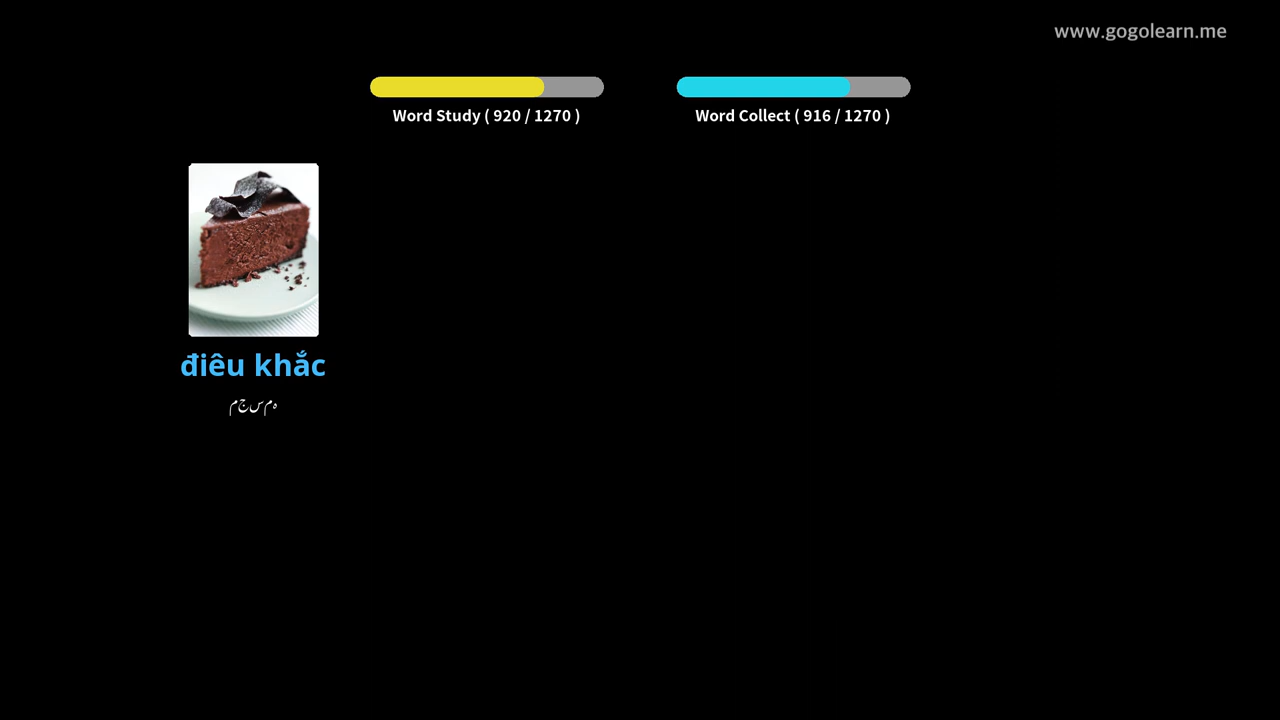 www.gogolearn.me
Word Study ( 920 / 1270 )
Word Collect ( 916 / 1270 )
điêu khắc
مجسمہ